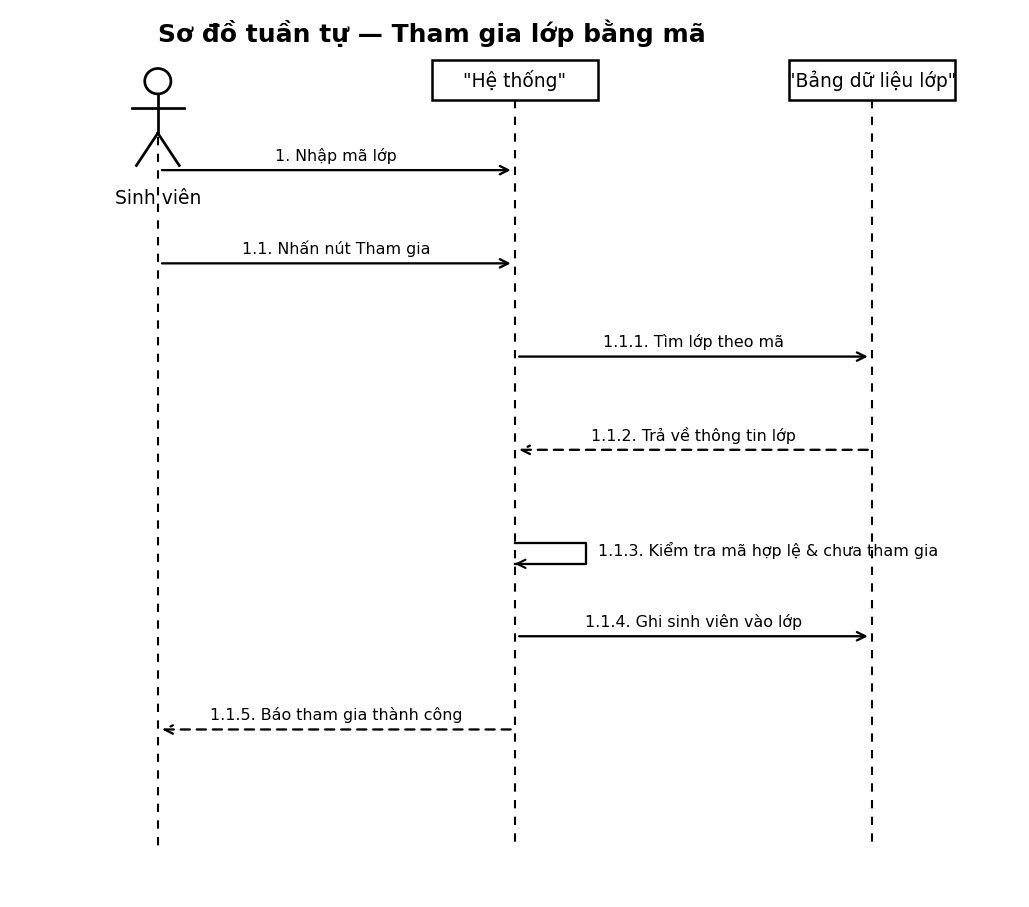 Sơ đồ tuần tự — Tham gia lớp bằng mã
"Hệ thống"
"Bảng dữ liệu lớp"
1. Nhập mã lớp
Sinh viên
1.1. Nhấn nút Tham gia
1.1.1. Tìm lớp theo mã
1.1.2. Trả về thông tin lớp
1.1.3. Kiểm tra mã hợp lệ & chưa tham gia
1.1.4. Ghi sinh viên vào lớp
1.1.5. Báo tham gia thành công